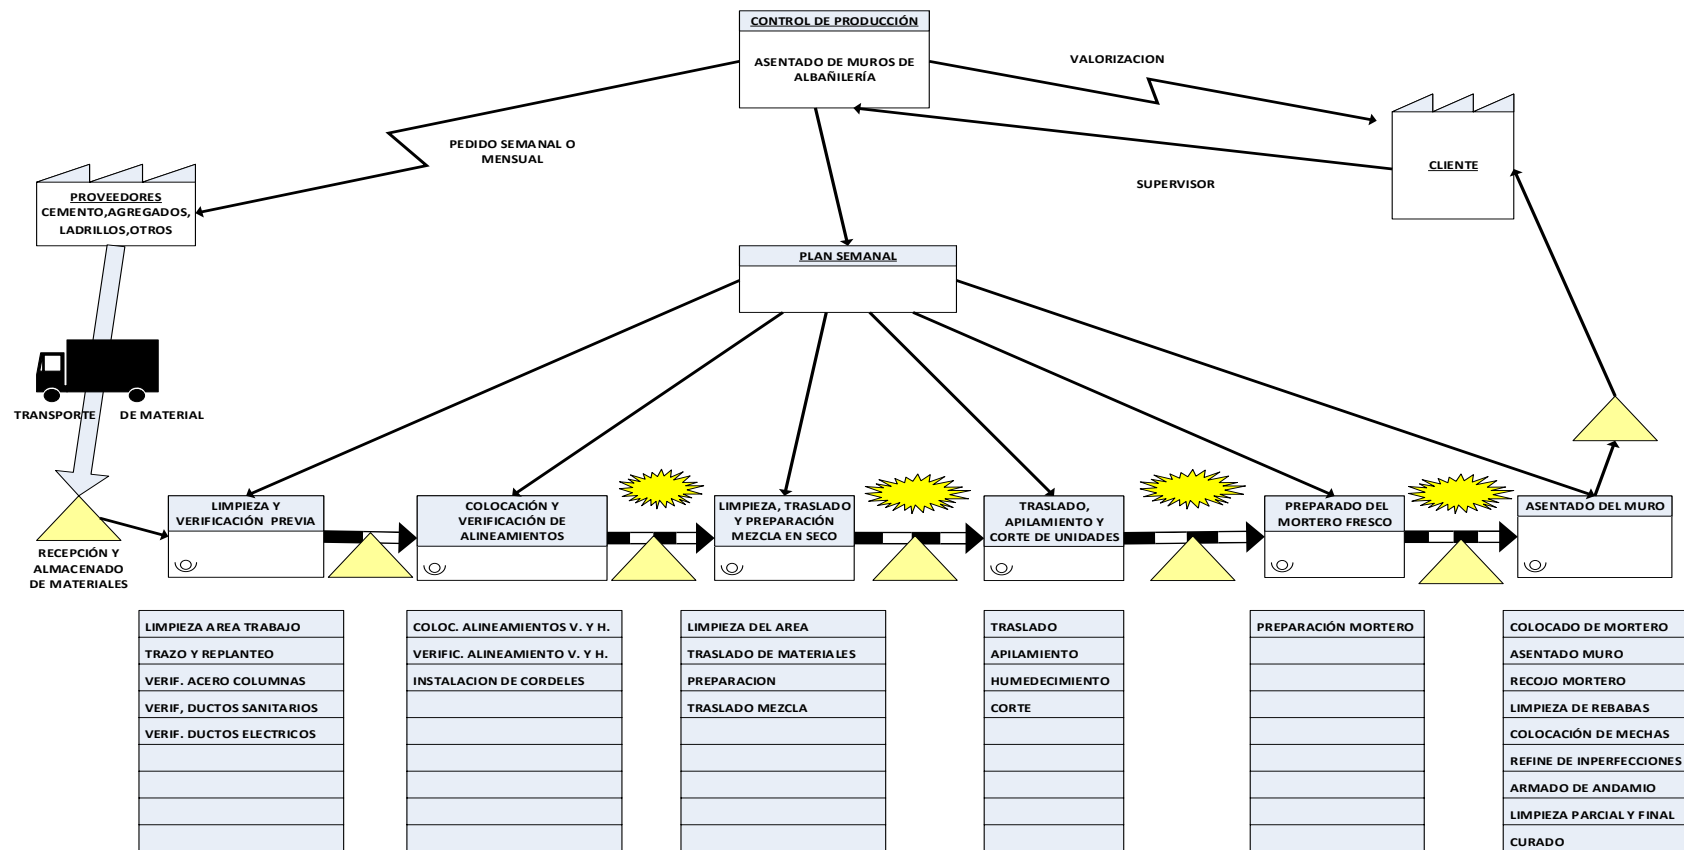 CONTROL DE PRODUCCIÓN
ASENTADO DE MUROS DE
ALBAÑILERÍA
VALORIZACION
PEDIDO SEMANAL O
MENSUAL
SUPERVISOR
CLIENTE
PROVEEDORES
CEMENTO,AGREGADOS,
LADRILLOS,OTROS
PLAN SEMANAL
TRANSPORTE DE MATERIAL
RECEPCIÓN Y
ALMACENADO
DE MATERIALES
LIMPIEZA Y
VERIFICACIÓN PREVIA
COLOCACIÓN Y
VERIFICACIÓN DE
ALINEAMIENTOS
LIMPIEZA, TRASLADO
Y PREPARACIÓN
MEZCLA EN SECO
TRASLADO,
APILAMIENTO Y
CORTE DE UNIDADES
PREPARADO DEL
MORTERO FRESCO
ASENTADO DEL MURO
LIMPIEZA AREA TRABAJO
TRAZO Y REPLANTEO
VERIF. ACERO COLUMNAS
VERIF, DUCTOS SANITARIOS
VERIF. DUCTOS ELECTRICOS
COLOC. ALINEAMIENTOS V. Y H.
VERIFIC. ALINEAMIENTO V. Y H.
INSTALACION DE CORDELES
LIMPIEZA DEL AREA
TRASLADO DE MATERIALES
PREPARACION
TRASLADO MEZCLA
TRASLADO
APILAMIENTO
HUMEDECIMIENTO
CORTE
PREPARACIÓN MORTERO
COLOCADO DE MORTERO
ASENTADO MURO
RECOJO MORTERO
LIMPIEZA DE REBABAS
COLOCACIÓN DE MECHAS
REFINE DE INPERFECCIONES
ARMADO DE ANDAMIO
LIMPIEZA PARCIAL Y FINAL
CURADO